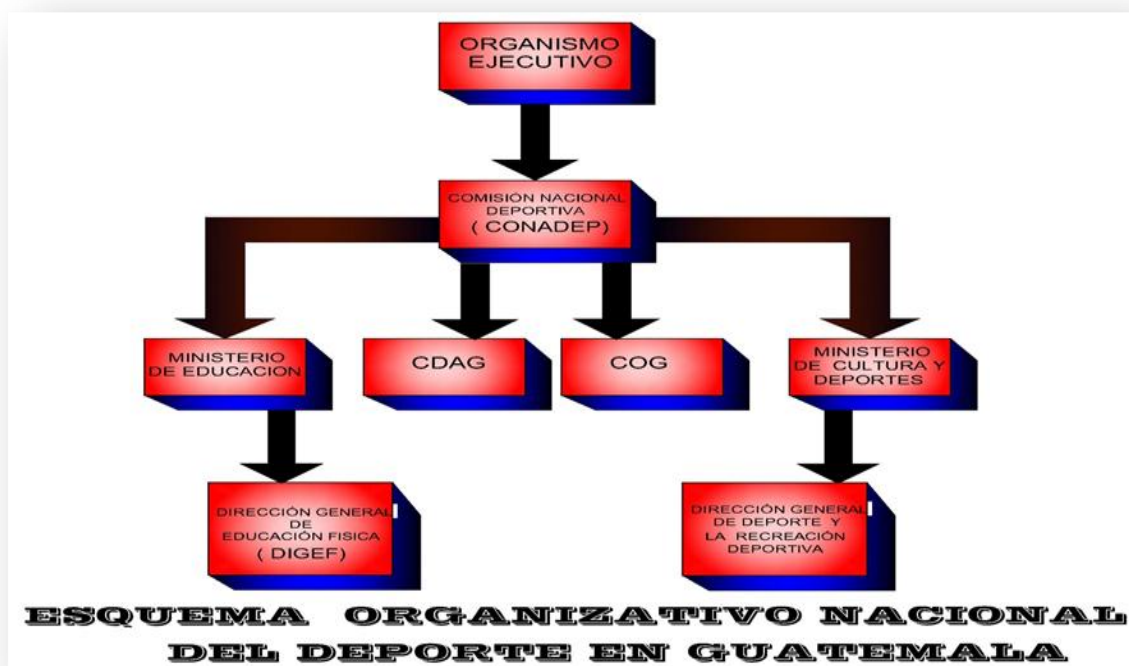 ORGANISMO
EJECUTIVO
COMISIÓN NACIONAL
DEPORTIVA
( CONADEP)
MINISTERIO
DE EDUCACION
CDAG
COG
MINISTERIO
DE CULTURA Y
DEPORTES
DIRECCIÓN GENERAL
DE
EDUCACIÓN FISICA
( DIGEF)
DIRECCIÓN GENERAL
DE DEPORTE Y
LA RECREACIÓN
DEPORTIVA
ESQUEMA ORGANIZATIVO NACIONAL
DEL DEPORTE EN GUATEMALA